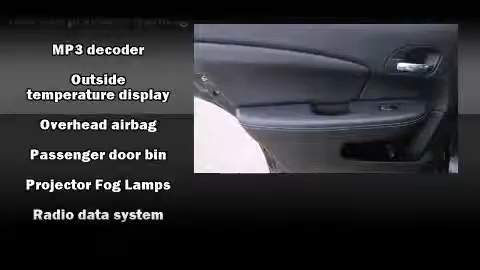 MP3 decoder
Outside
temperature display
Overhead airbag
Passenger door bin
Projector Fog Lamps
Radio data system